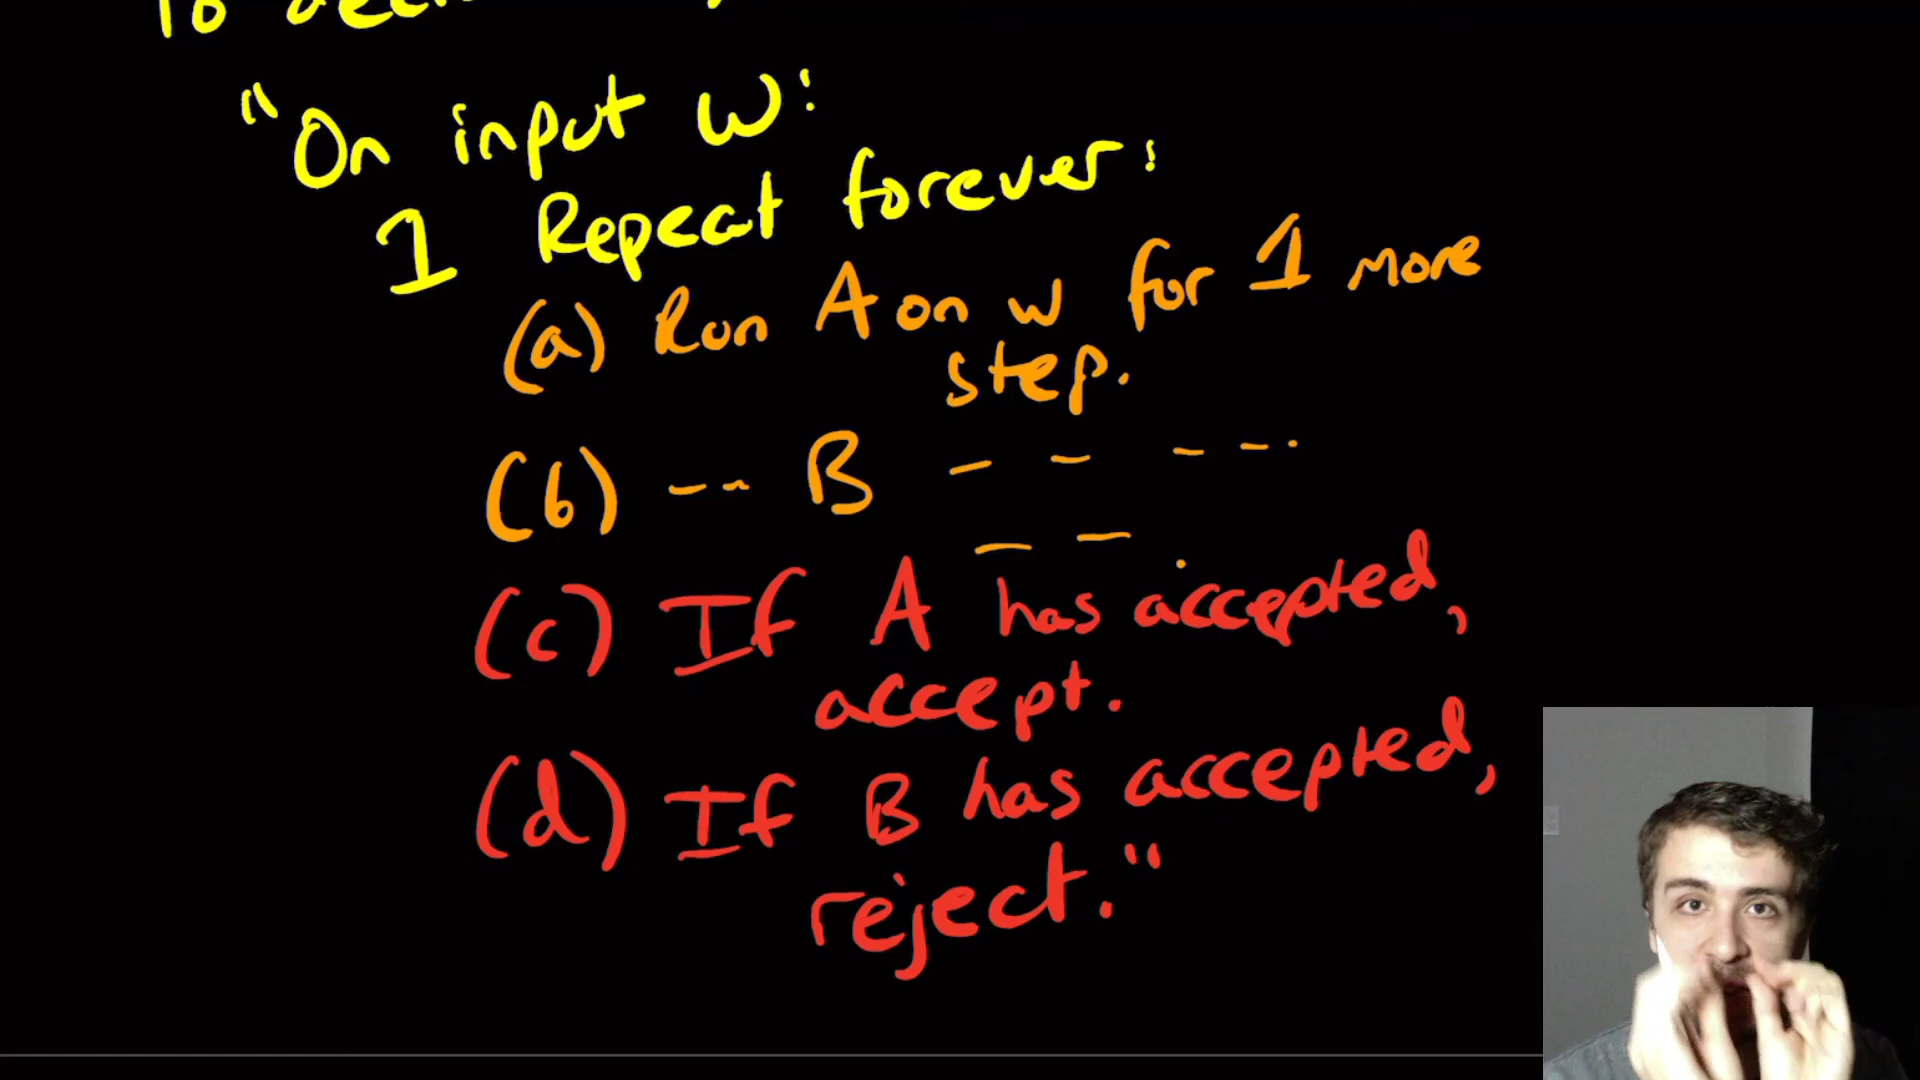 To
"On input w:
1 Repeat forever:
(a) Run A on w for 1 more
step.
(b) -- B - - - -.
_ _ .
(c) If A has accepted,
accept.
(d) If B has accepted,
reject."